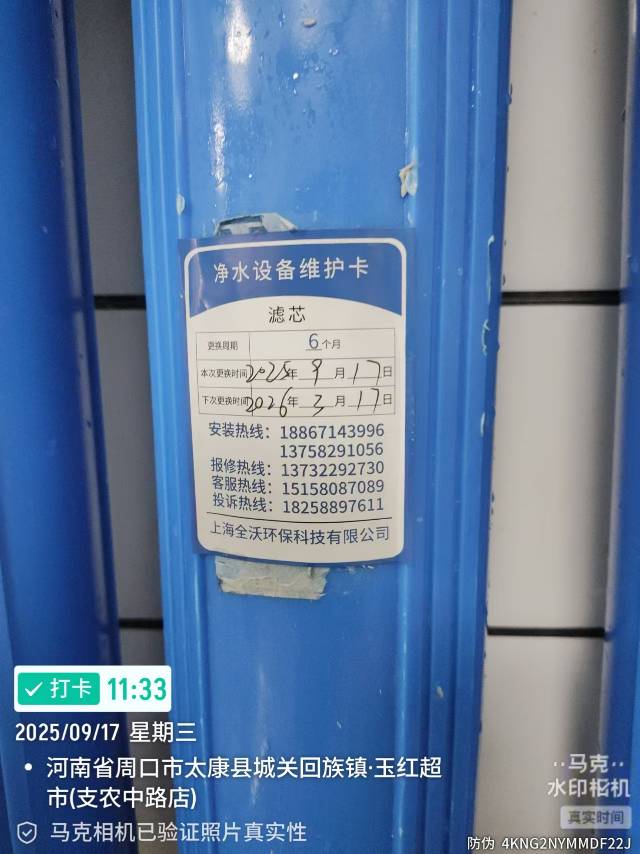 净水设备维护卡
滤芯
更换周期 6个月
本次更换时间 2025年 9月 17日
下次更换时间 2026年 3月 17日
安装热线：18867143996
13758291056
报修热线：13732292730
客服热线：15158087089
投诉热线：18258897611
上海全沃环保科技有限公司
打卡 11:33
2025/09/17 星期三
河南省周口市太康县城关回族镇·玉红超
市(支农中路店)
马克相机已验证照片真实性
马克
水印相机
真实时间
防伪 4KNG2NYMMDF22J